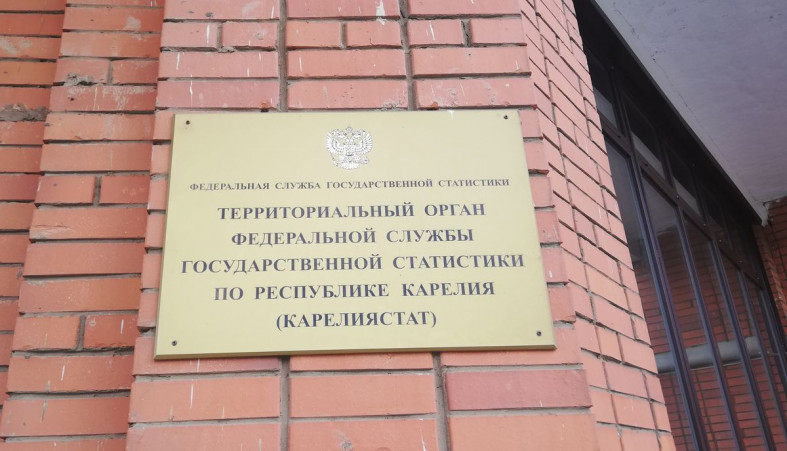 ФЕДЕРАЛЬНАЯ СЛУЖБА ГОСУДАРСТВЕННОЙ СТАТИСТИКИ
ТЕРРИТОРИАЛЬНЫЙ ОРГАН
ФЕДЕРАЛЬНОЙ СЛУЖБЫ
ГОСУДАРСТВЕННОЙ СТАТИСТИКИ
ПО РЕСПУБЛИКЕ КАРЕЛИЯ
(КАРЕЛИЯСТАТ)